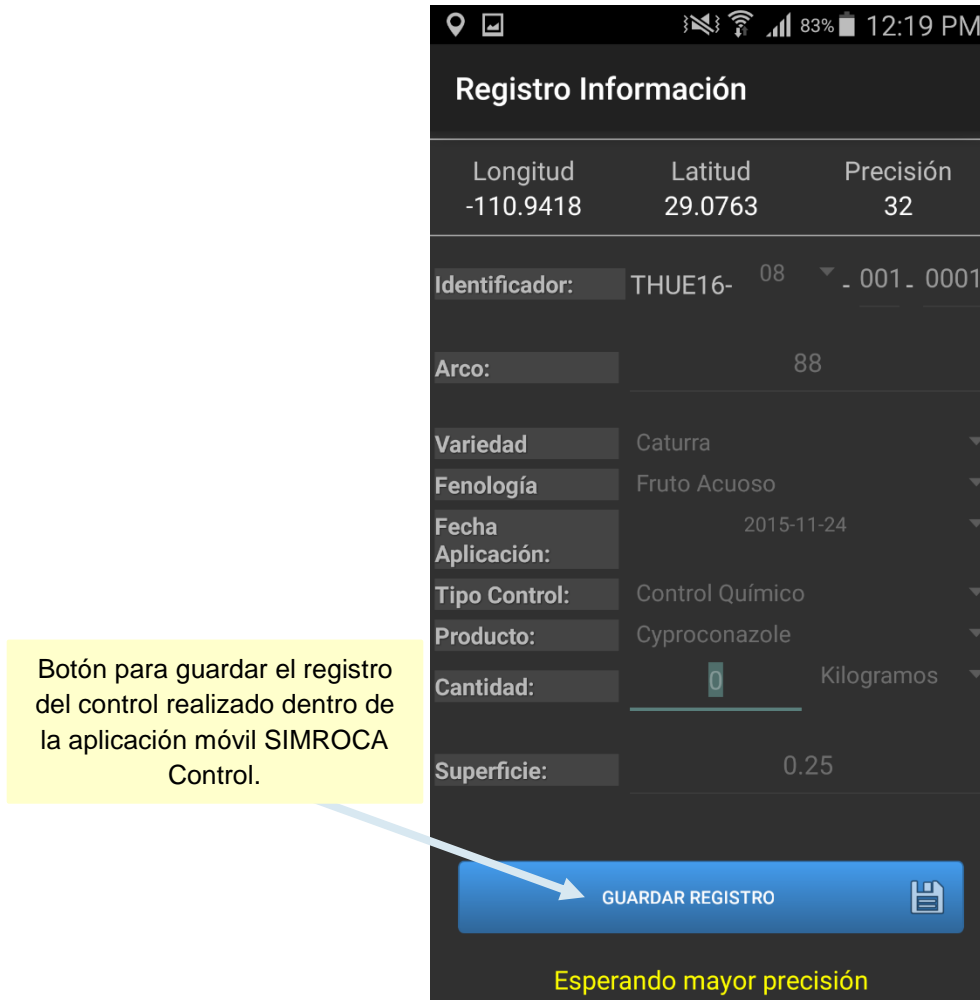 83% 12:19 PM
Registro Información
Longitud Latitud Precisión
-110.9418 29.0763 32
Identificador: THUE16- 08 - 001 - 0001
Arco: 88
Variedad Caturra
Fenología Fruto Acuoso
Fecha 2015-11-24
Aplicación:
Tipo Control: Control Químico
Producto: Cyproconazole
Cantidad: 0 Kilogramos
Superficie: 0.25
Botón para guardar el registro
del control realizado dentro de
la aplicación móvil SIMROCA
Control.
GUARDAR REGISTRO
Esperando mayor precisión